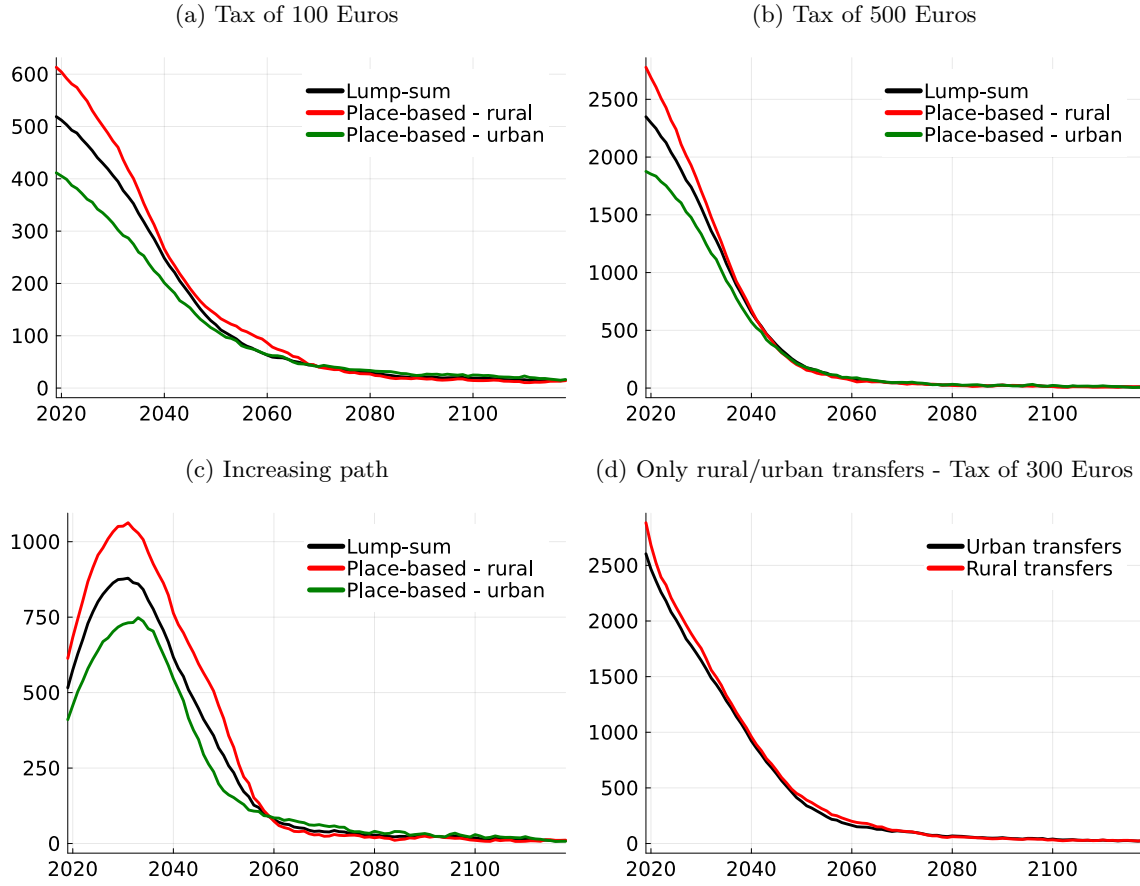 (a) Tax of 100 Euros
600
500
400
300
200
100
0
2020 2040 2060 2080 2100
Lump-sum
Place-based - rural
Place-based - urban
(b) Tax of 500 Euros
2500
2000
1500
1000
500
0
2020 2040 2060 2080 2100
Lump-sum
Place-based - rural
Place-based - urban
(c) Increasing path
1000
750
500
250
0
2020 2040 2060 2080 2100
Lump-sum
Place-based - rural
Place-based - urban
(d) Only rural/urban transfers - Tax of 300 Euros
2500
2000
1500
1000
500
0
2020 2040 2060 2080 2100
Urban transfers
Rural transfers